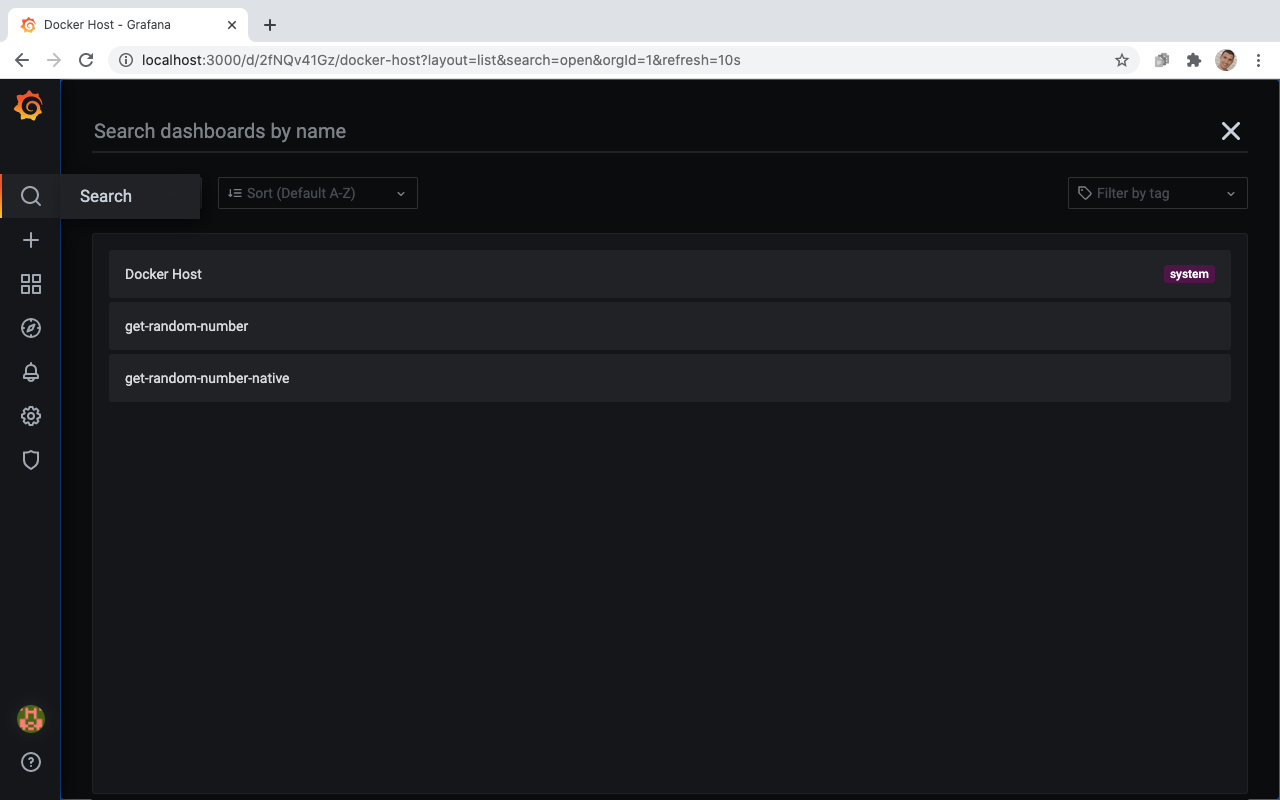 Docker Host - Grafana
localhost:3000/d/2fNQv41Gz/docker-host?layout=list&search=open&orgId=1&refresh=10s
Search dashboards by name
Search
Sort (Default A-Z)
Filter by tag
Docker Host
system
get-random-number
get-random-number-native